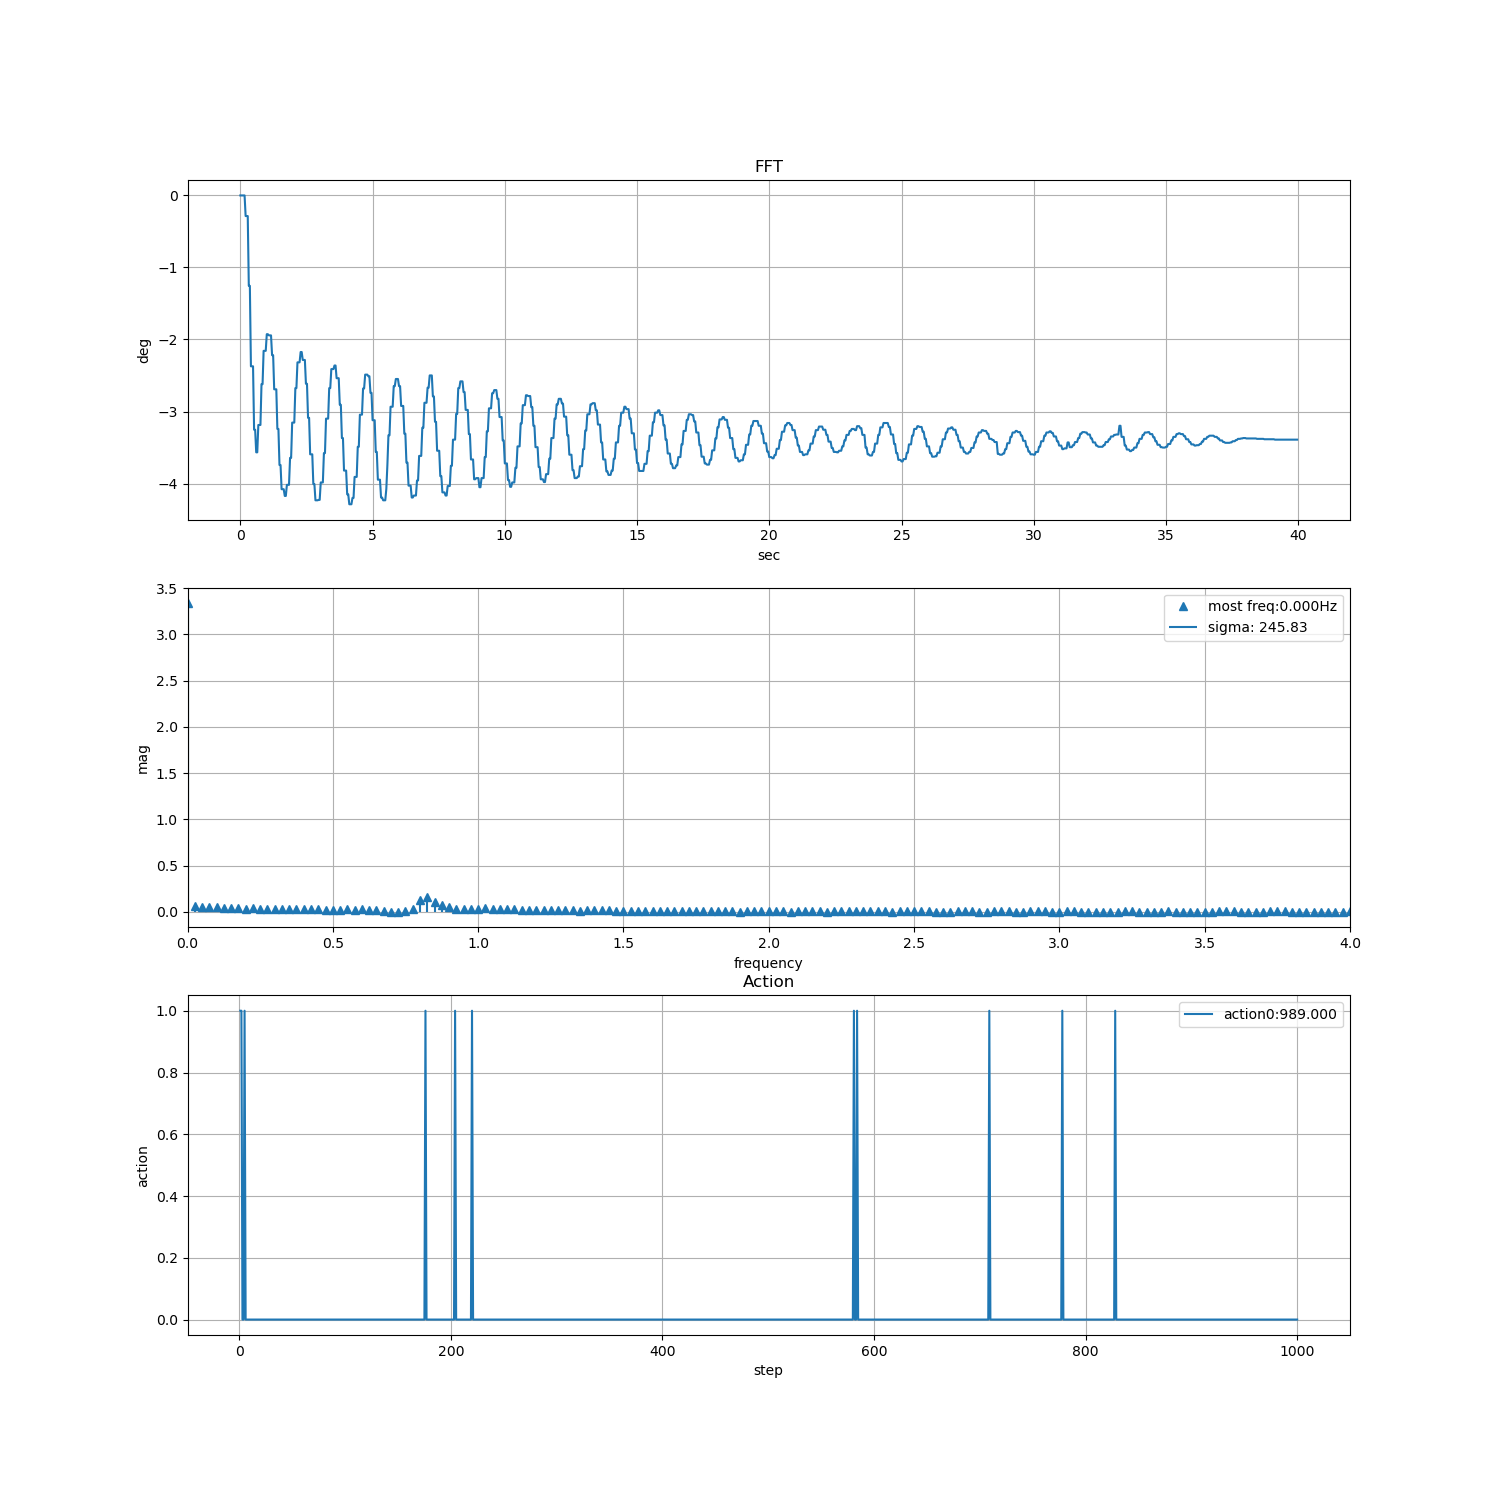 FFT
0
−1
−2
−3
−4
deg
0 5 10 15 20 25 30 35 40
sec
3.5
3.0
2.5
2.0
1.5
1.0
0.5
0.0
mag
most freq:0.000Hz
sigma: 245.83
0.0 0.5 1.0 1.5 2.0 2.5 3.0 3.5 4.0
frequency
Action
1.0
0.8
0.6
0.4
0.2
0.0
action
action0:989.000
0 200 400 600 800 1000
step